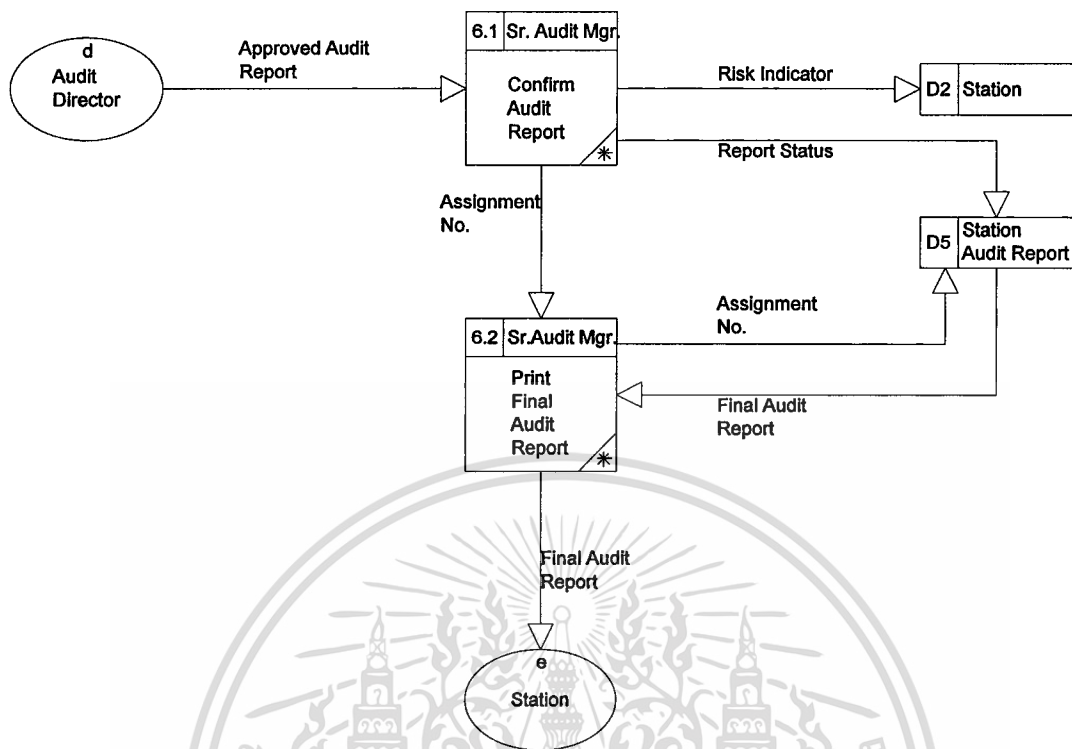 d
Audit
Director
Approved Audit
Report
6.1 Sr. Audit Mgr.
Confirm
Audit
Report
*
Risk Indicator
D2 Station
Report Status
D5 Station
Audit Report
Assignment
No.
6.2 Sr.Audit Mgr.
Print
Final
Audit
Report
*
Assignment
No.
Final Audit
Report
Final Audit
Report
e
Station